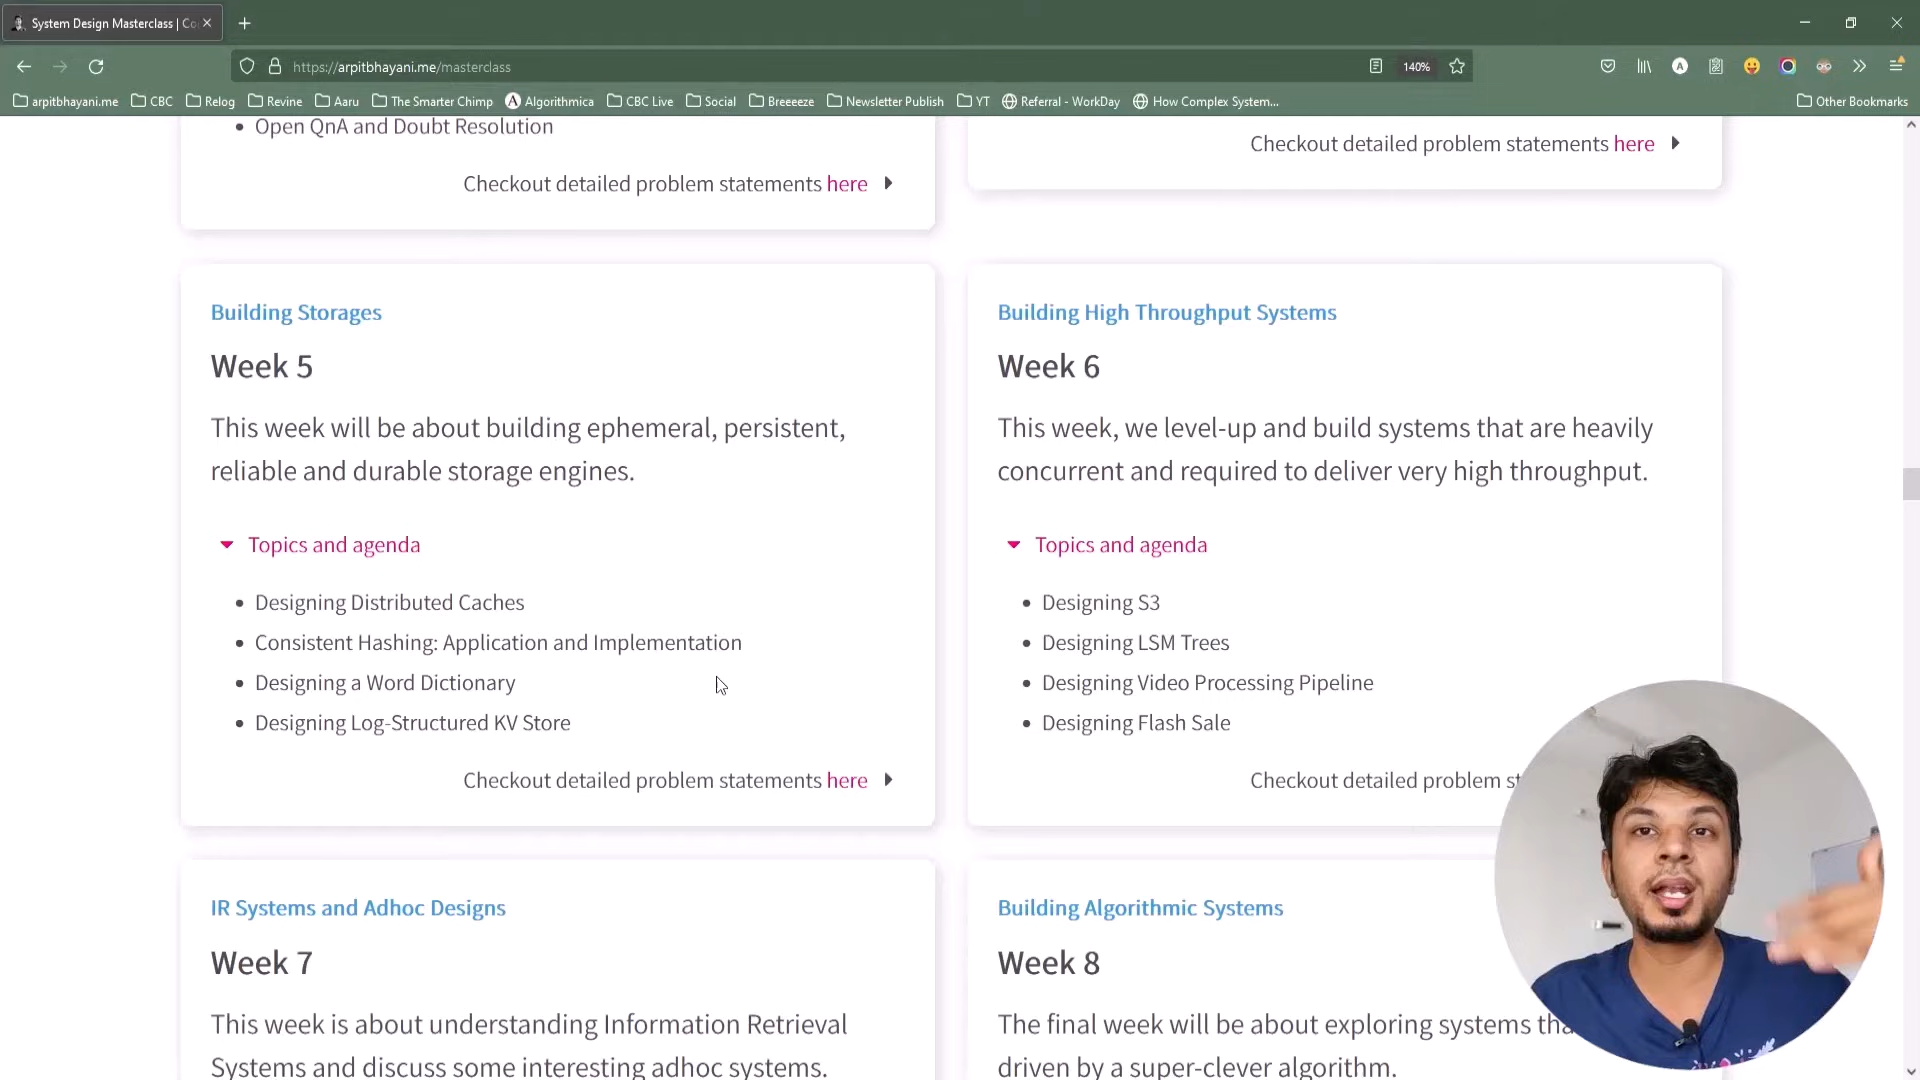 System Design Masterclass | Co
https://arpitbhayani.me/masterclass
140%
arpitbhayani.me
CBC
Relog
Revine
Aaru
The Smarter Chimp
Algorithmica
CBC Live
Social
Breeeeze
Newsletter Publish
YT
Referral - WorkDay
How Complex System...
Other Bookmarks
• Open QnA and Doubt Resolution
Checkout detailed problem statements here
Checkout detailed problem statements here
Building Storages
Week 5
This week will be about building ephemeral, persistent,
reliable and durable storage engines.
Topics and agenda
• Designing Distributed Caches
• Consistent Hashing: Application and Implementation
• Designing a Word Dictionary
• Designing Log-Structured KV Store
Checkout detailed problem statements here
Building High Throughput Systems
Week 6
This week, we level-up and build systems that are heavily
concurrent and required to deliver very high throughput.
Topics and agenda
• Designing S3
• Designing LSM Trees
• Designing Video Processing Pipeline
• Designing Flash Sale
Checkout detailed problem st
IR Systems and Adhoc Designs
Week 7
This week is about understanding Information Retrieval
Systems and discuss some interesting adhoc systems.
Building Algorithmic Systems
Week 8
The final week will be about exploring systems tha
driven by a super-clever algorithm.